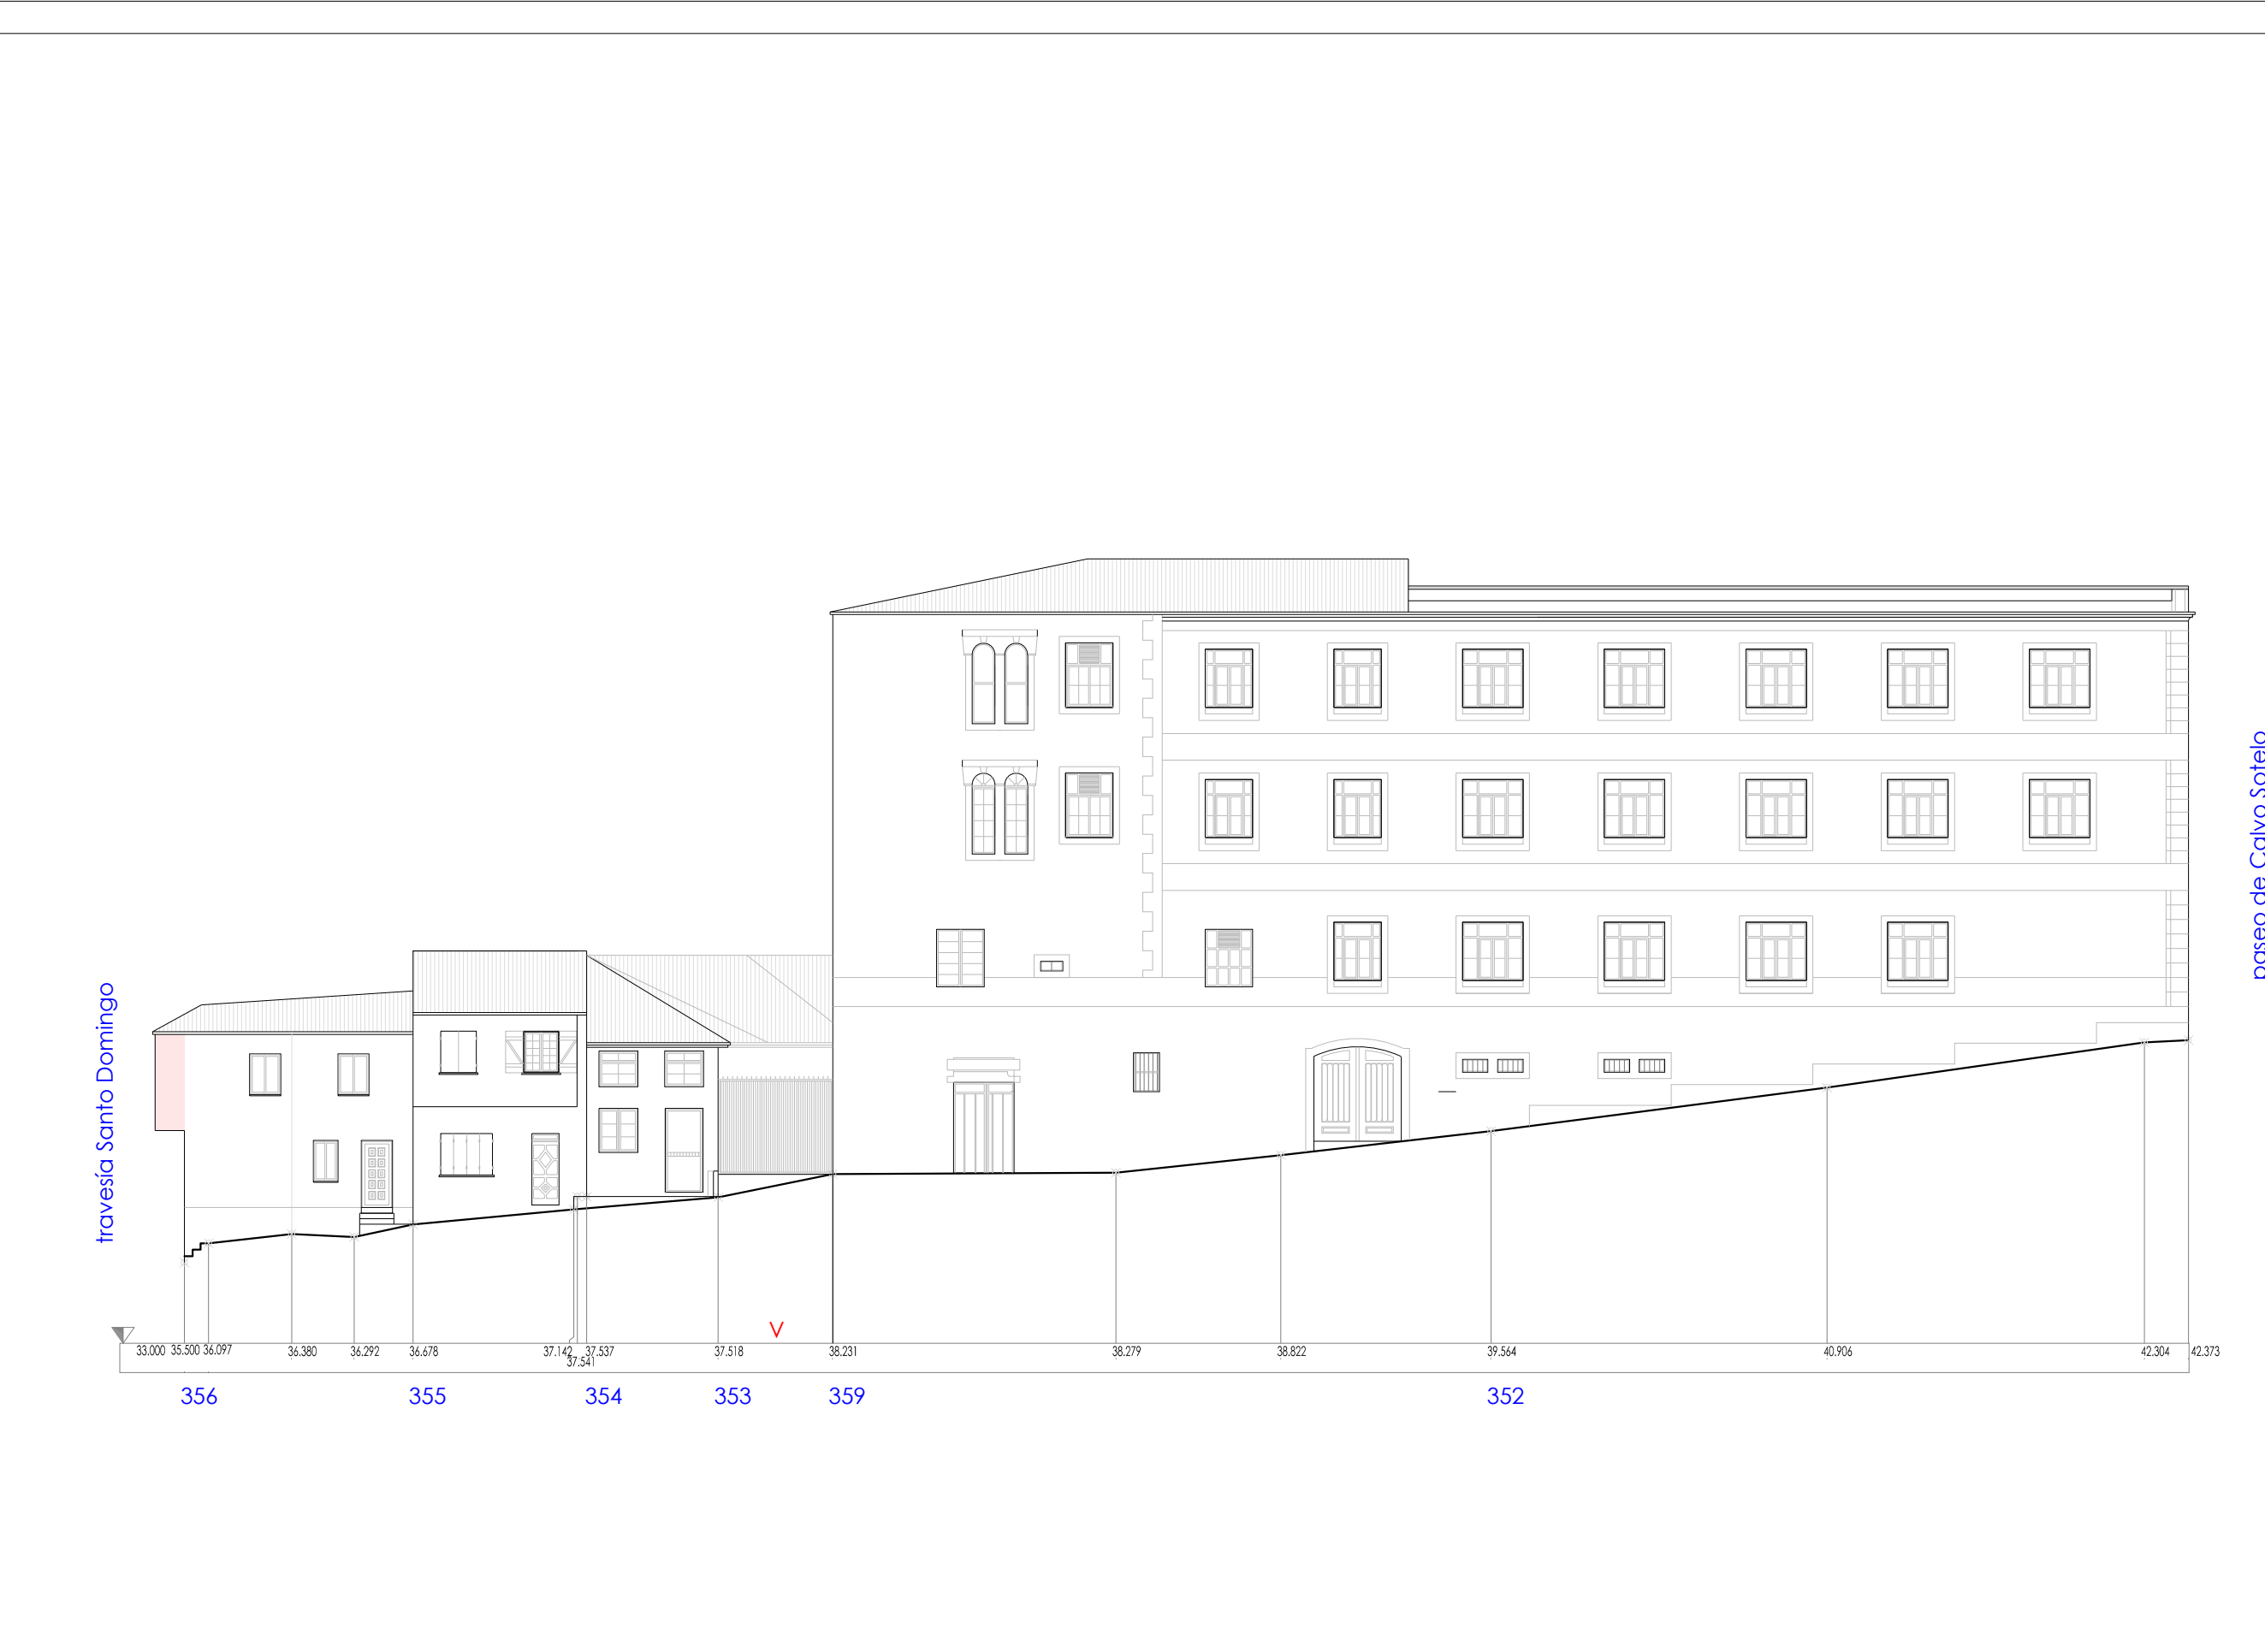 travesía Santo Domingo
paseo de Calvo Sotelo
V
33.000 35.500 36.097 36.380 36.292 36.678 37.142 37.537 37.518 38.231 38.279 38.822 39.564 40.906 42.304 42.373
37.541
356 355 354 353 359 352